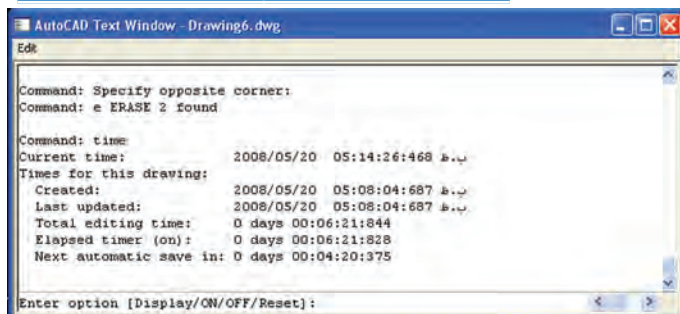 AutoCAD Text Window - Drawing6.dwg
Edit
Command: Specify opposite corner:
Command: e ERASE 2 found
Command: time
Current time: 2008/05/20 05:14:26:468 ب.ظ
Times for this drawing:
Created: 2008/05/20 05:08:04:687 ب.ظ
Last updated: 2008/05/20 05:08:04:687 ب.ظ
Total editing time: 0 days 00:06:21:844
Elapsed timer (on): 0 days 00:06:21:828
Next automatic save in: 0 days 00:04:20:375
Enter option [Display/ON/OFF/Reset]: